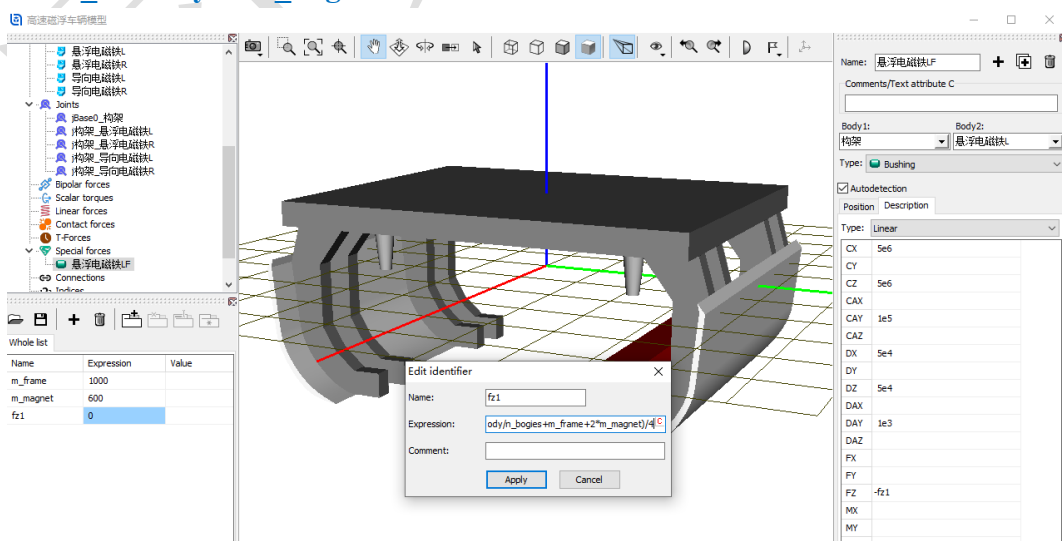 高速磁浮车辆模型
悬浮电磁铁L
悬浮电磁铁R
导向电磁铁L
导向电磁铁R
Joints
jBase0_构架
j构架_悬浮电磁铁L
j构架_悬浮电磁铁R
j构架_导向电磁铁L
j构架_导向电磁铁R
Bipolar forces
Scalar torques
Linear forces
Contact forces
T-Forces
Special forces
悬浮电磁铁LF
Connections
Indices
Whole list
Name Expression Value
m_frame 1000
m_magnet 600
fz1 0
Edit identifier
Name: fz1
Expression: ody/n_bogies+m_frame+2*m_magnet)/4 C
Comment:
Apply Cancel
Name: 悬浮电磁铁LF
Comments/Text attribute C
Body1: Body2:
构架 悬浮电磁铁L
Type: Bushing
Autodetection
Position Description
Type: Linear
CX 5e6
CY
CZ 5e6
CAX
CAY 1e5
CAZ
DX 5e4
DY
DZ 5e4
DAX
DAY 1e3
DAZ
FX
FY
FZ -fz1
MX
MY